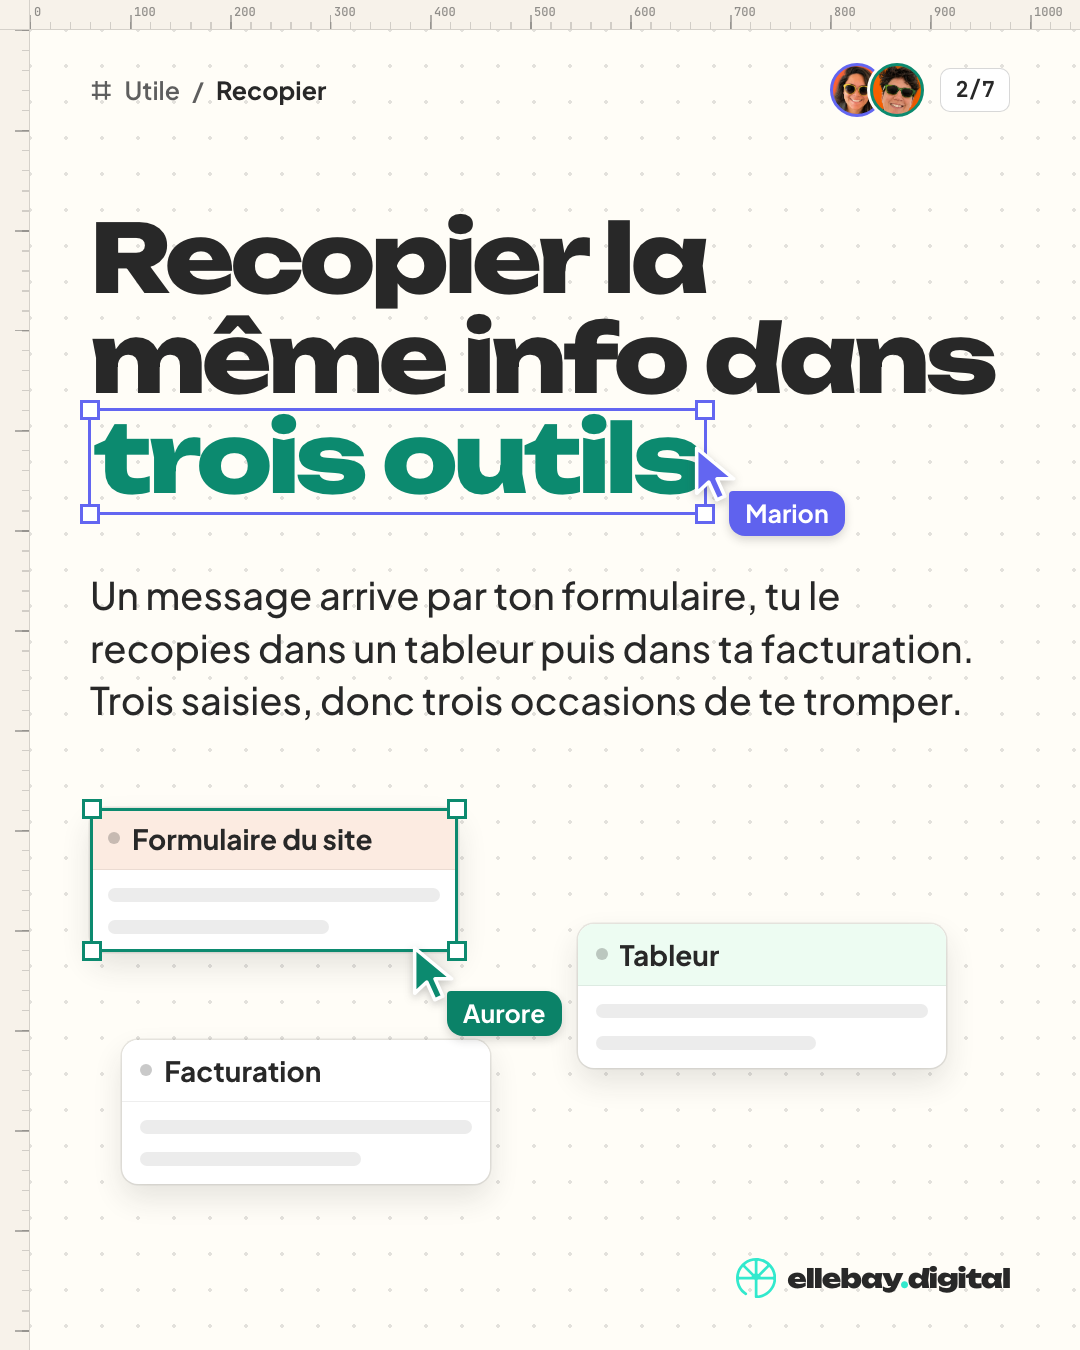 0 100 200 300 400 500 600 700 800 900 1000
# Utile / Recopier
2/7
Recopier la
même info dans
trois outils
Marion
Un message arrive par ton formulaire, tu le
recopies dans un tableur puis dans ta facturation.
Trois saisies, donc trois occasions de te tromper.
Formulaire du site
Tableur
Aurore
Facturation
ellebay.digital